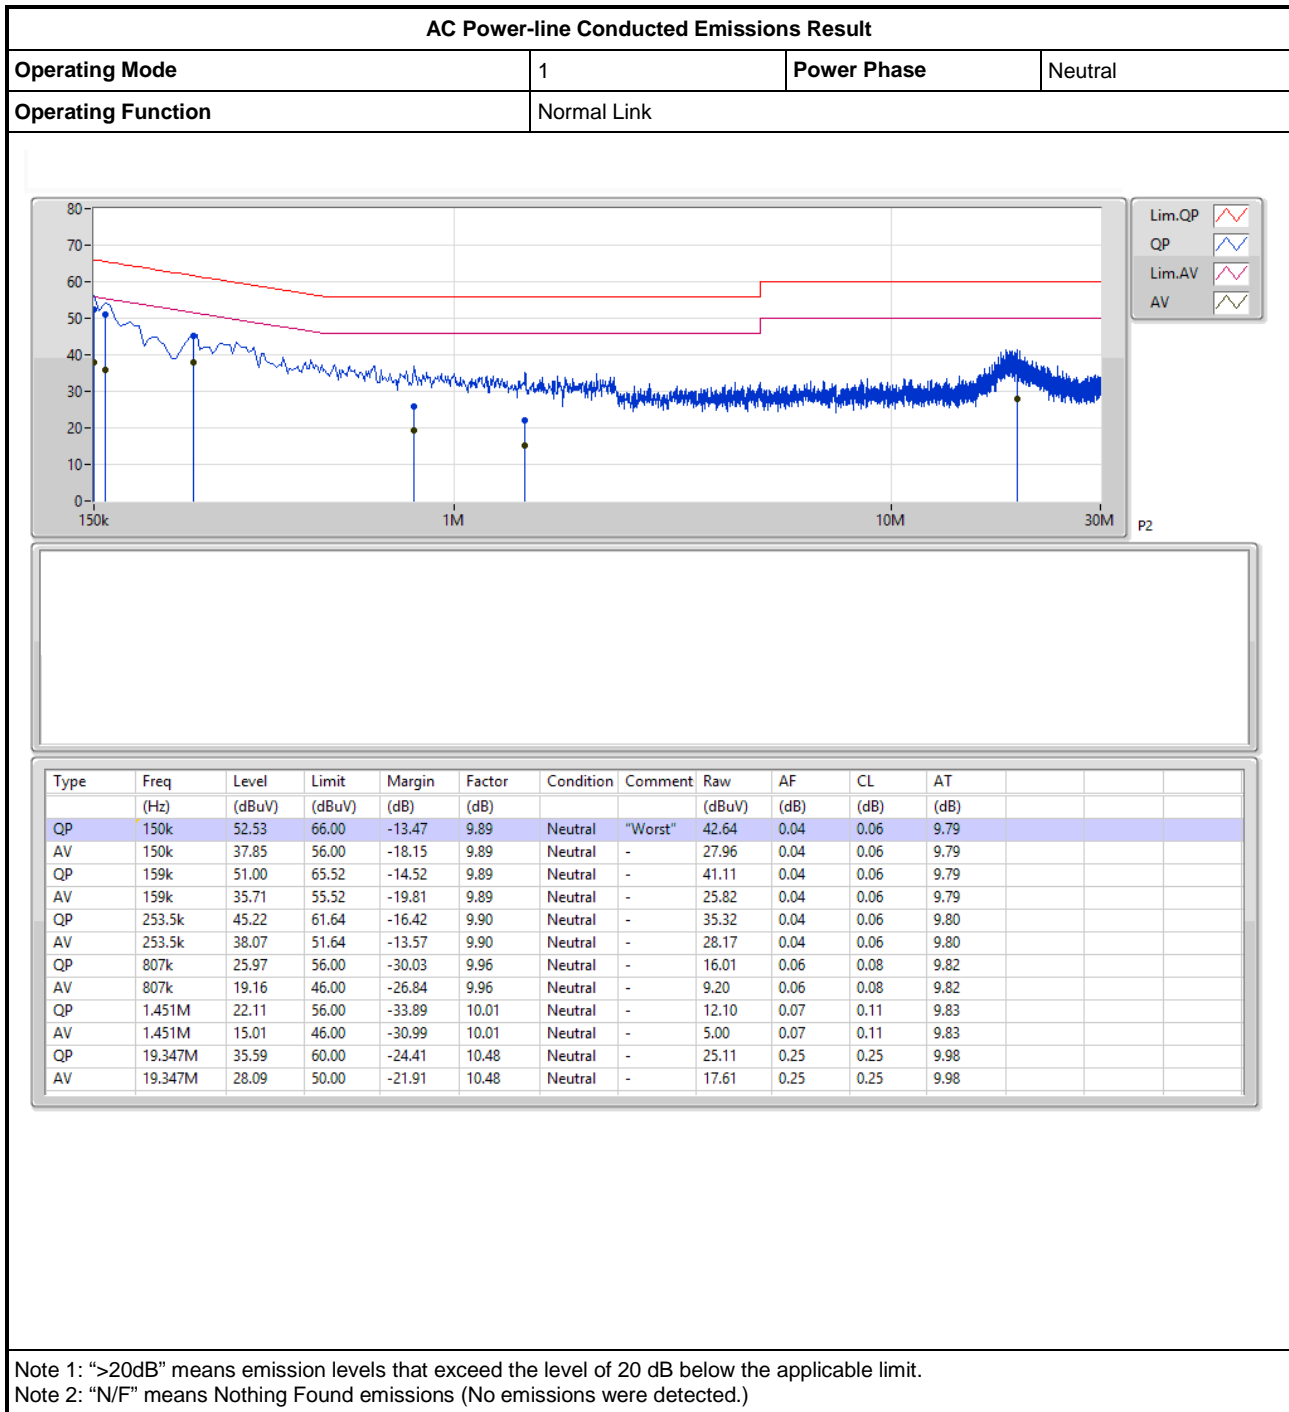 AC Power-line Conducted Emissions Result
Operating Mode 1 Power Phase Neutral
Operating Function Normal Link
80
70
60
50
40
30
20
10
0
150k 1M 10M 30M
P2
Lim.QP
QP
Lim.AV
AV
Type Freq Level Limit Margin Factor Condition Comment Raw AF CL AT
(Hz) (dBuV) (dBuV) (dB) (dB) (dBuV) (dB) (dB) (dB)
QP 150k 52.53 66.00 -13.47 9.89 Neutral "Worst" 42.64 0.04 0.06 9.79
AV 150k 37.85 56.00 -18.15 9.89 Neutral - 27.96 0.04 0.06 9.79
QP 159k 51.00 65.52 -14.52 9.89 Neutral - 41.11 0.04 0.06 9.79
AV 159k 35.71 55.52 -19.81 9.89 Neutral - 25.82 0.04 0.06 9.79
QP 253.5k 45.22 61.64 -16.42 9.90 Neutral - 35.32 0.04 0.06 9.80
AV 253.5k 38.07 51.64 -13.57 9.90 Neutral - 28.17 0.04 0.06 9.80
QP 807k 25.97 56.00 -30.03 9.96 Neutral - 16.01 0.06 0.08 9.82
AV 807k 19.16 46.00 -26.84 9.96 Neutral - 9.20 0.06 0.08 9.82
QP 1.451M 22.11 56.00 -33.89 10.01 Neutral - 12.10 0.07 0.11 9.83
AV 1.451M 15.01 46.00 -30.99 10.01 Neutral - 5.00 0.07 0.11 9.83
QP 19.347M 35.59 60.00 -24.41 10.48 Neutral - 25.11 0.25 0.25 9.98
AV 19.347M 28.09 50.00 -21.91 10.48 Neutral - 17.61 0.25 0.25 9.98
Note 1: “>20dB” means emission levels that exceed the level of 20 dB below the applicable limit.
Note 2: “N/F” means Nothing Found emissions (No emissions were detected.)